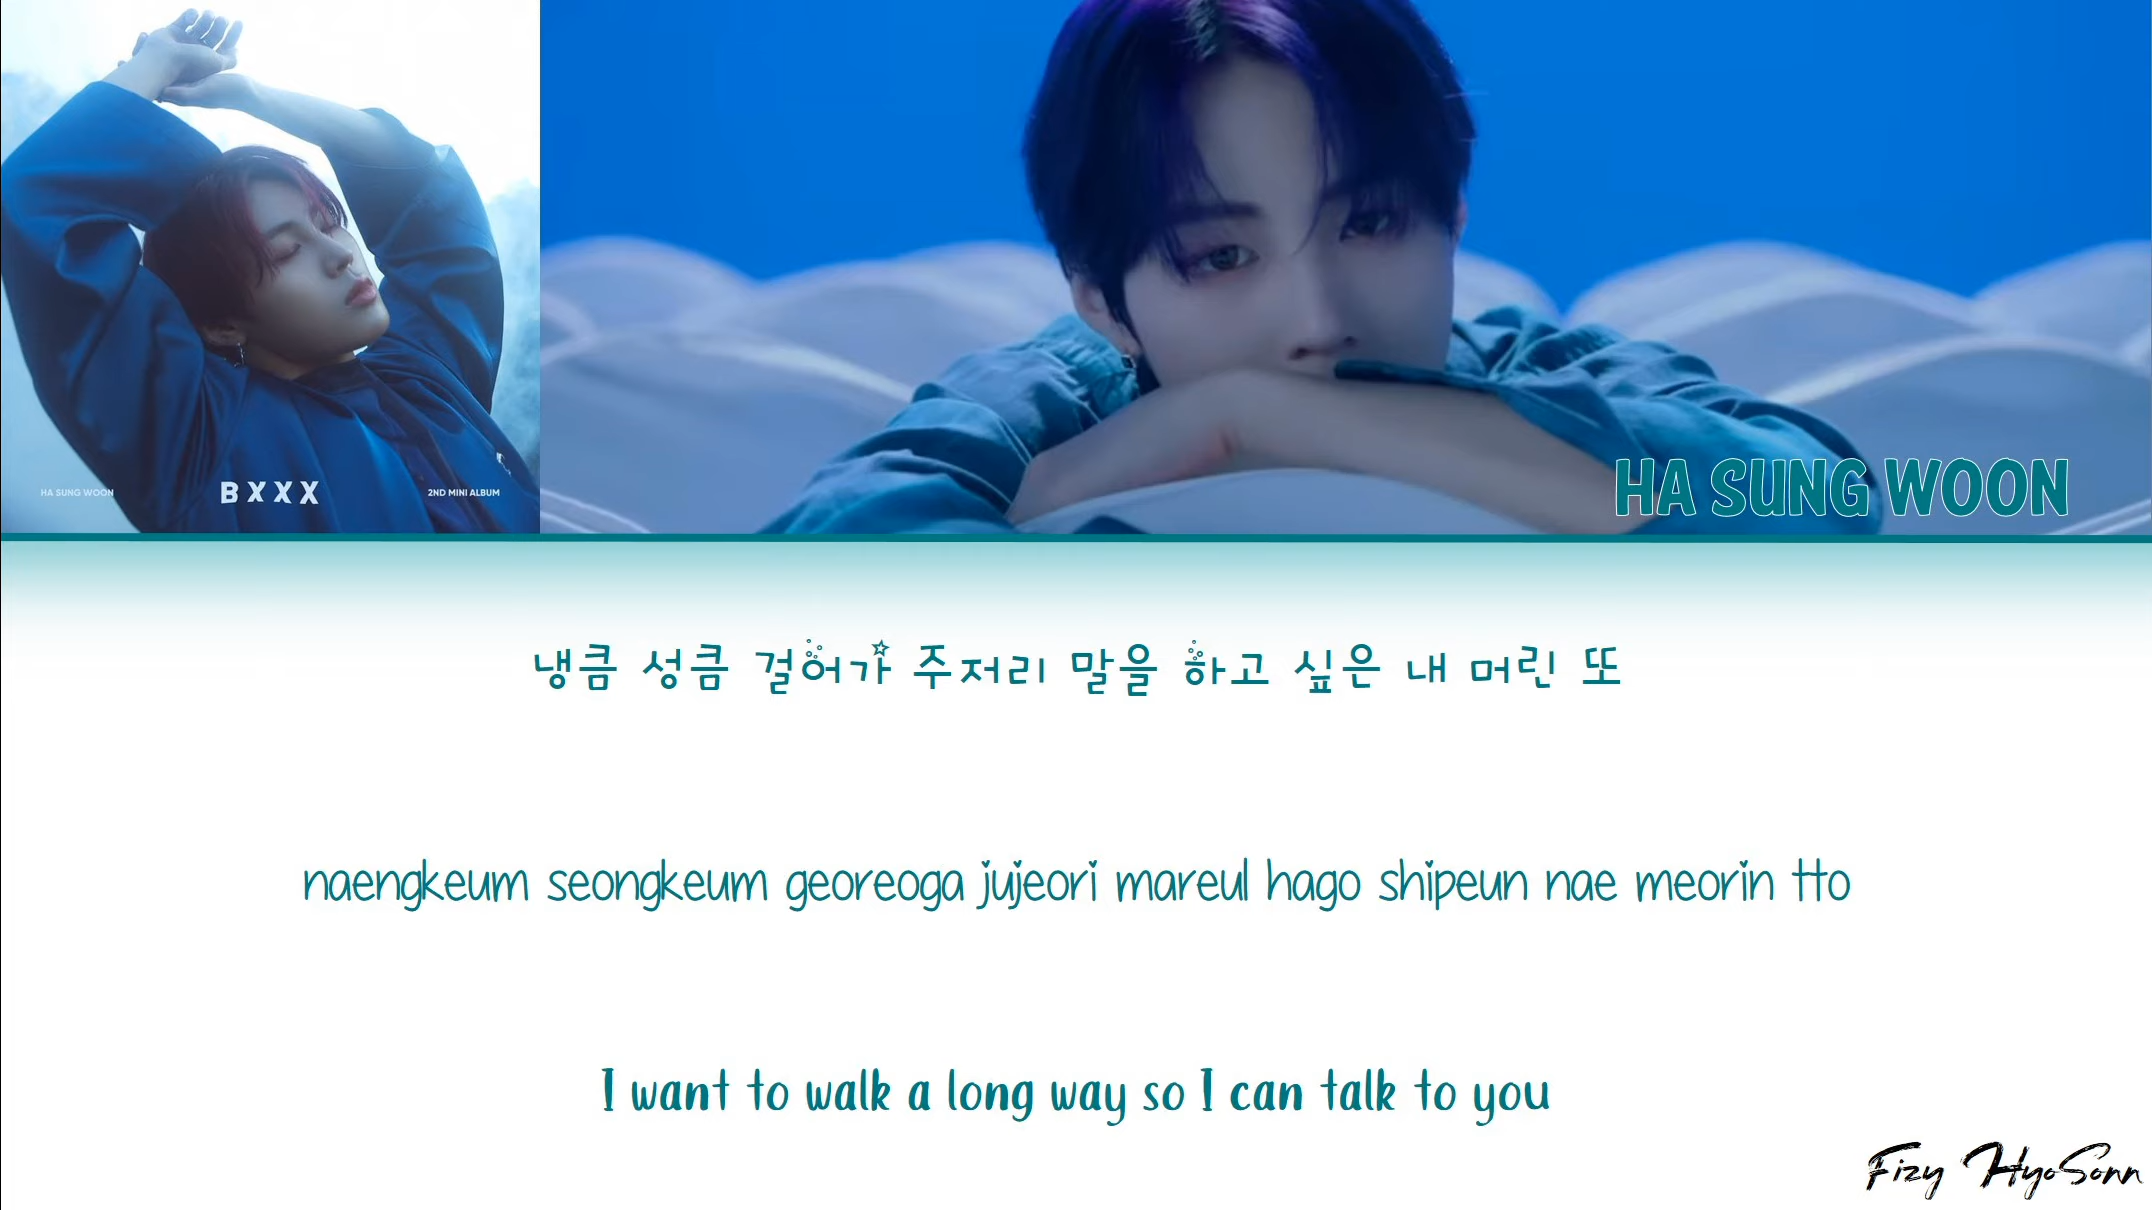 HA SUNG WOON
BXXX
2ND MINI ALBUM
HA SUNG WOON
냉큼 성큼 걸어가 주저리 말을 하고 싶은 내 머린 또
naengkeum seongkeum georeoga jujeori mareul hago shipeun nae meorin tto
I want to walk a long way so I can talk to you
Fizy HyoSonn